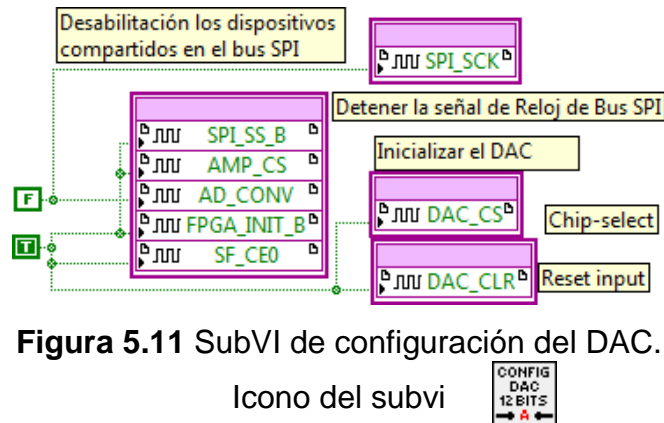 Desabilitación los dispositivos
compartidos en el bus SPI
SPI_SCK
Detener la señal de Reloj de Bus SPI
SPI_SS_B
AMP_CS
AD_CONV
FPGA_INIT_B
SF_CE0
F
T
Inicializar el DAC
DAC_CS
Chip-select
DAC_CLR
Reset input
Figura 5.11 SubVI de configuración del DAC.
Icono del subvi
CONFIG
DAC
12 BITS
A